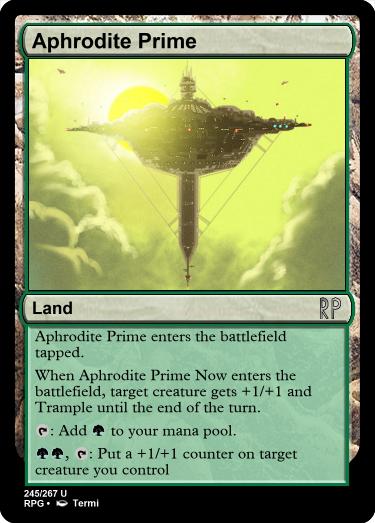 Aphrodite Prime
Land
RP
Aphrodite Prime enters the battlefield
tapped.
When Aphrodite Prime Now enters the
battlefield, target creature gets +1/+1 and
Trample until the end of the turn.
: Add to your mana pool.
, : Put a +1/+1 counter on target
creature you control
245/267 U
RPG • Termi